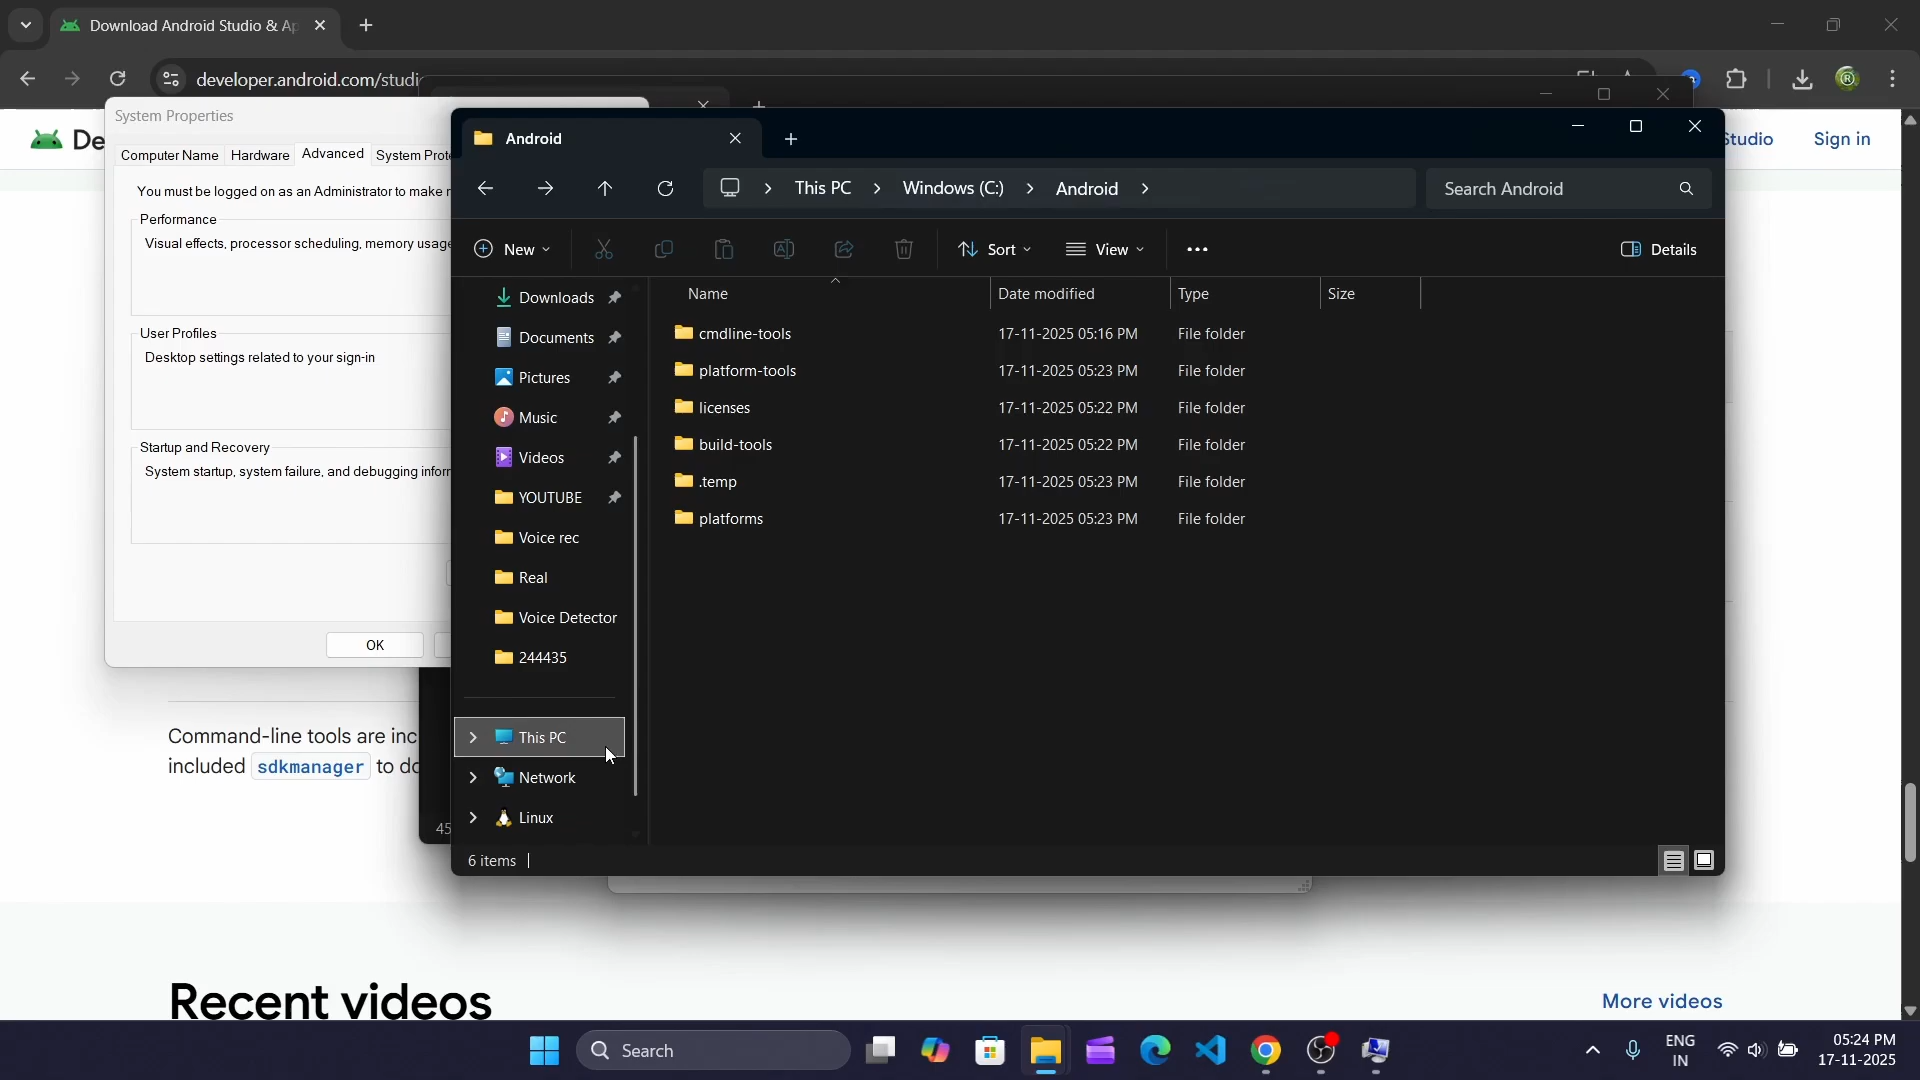 Download Android Studio & Ap
developer.android.com/studi
De
Studio
Sign in
System Properties
Computer Name
Hardware
Advanced
System Prote
You must be logged on as an Administrator to make
Performance
Visual effects, processor scheduling, memory usage
User Profiles
Desktop settings related to your sign-in
Startup and Recovery
System startup, system failure, and debugging infor
OK
45
Android
This PC > Windows (C:) > Android >
Search Android
New
Sort
View
Details
Name
Date modified
Type
Size
Downloads
Documents
Pictures
Music
Videos
YOUTUBE
Voice rec
Real
Voice Detector
244435
This PC
Network
Linux
cmdline-tools 17-11-2025 05:16 PM File folder
platform-tools 17-11-2025 05:23 PM File folder
licenses 17-11-2025 05:22 PM File folder
build-tools 17-11-2025 05:22 PM File folder
.temp 17-11-2025 05:23 PM File folder
platforms 17-11-2025 05:23 PM File folder
6 items
Command-line tools are inc
included sdkmanager to do
Recent videos
More videos
Search
ENG
IN
05:24 PM
17-11-2025